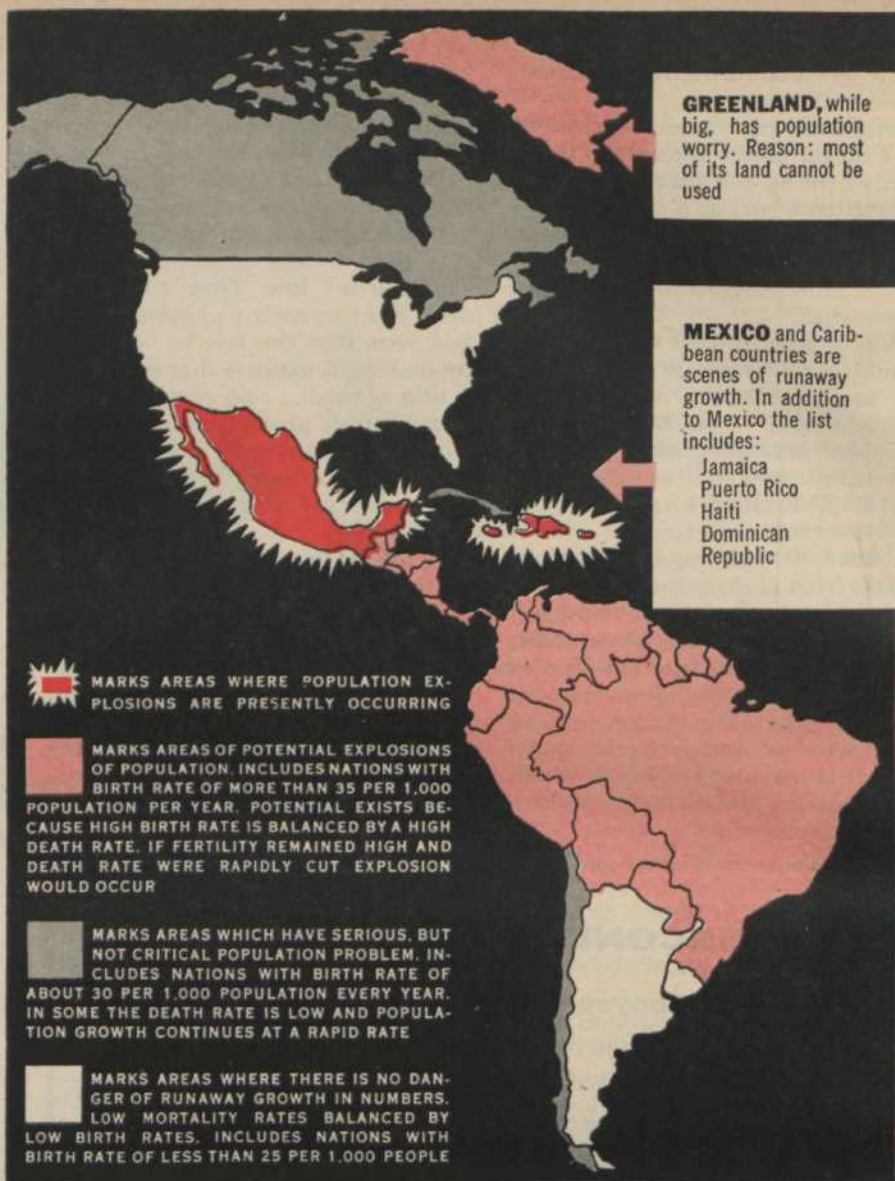 GREENLAND, while
big, has population
worry. Reason: most
of its land cannot be
used
MEXICO and Carib-
bean countries are
scenes of runaway
growth. In addition
to Mexico the list
includes:
Jamaica
Puerto Rico
Haiti
Dominican
Republic
MARKS AREAS WHERE POPULATION EX-
PLOSIONS ARE PRESENTLY OCCURRING
MARKS AREAS OF POTENTIAL EXPLOSIONS
OF POPULATION. INCLUDES NATIONS WITH
BIRTH RATE OF MORE THAN 35 PER 1,000
POPULATION PER YEAR. POTENTIAL EXISTS BE-
CAUSE HIGH BIRTH RATE IS BALANCED BY A HIGH
DEATH RATE. IF FERTILITY REMAINED HIGH AND
DEATH RATE WERE RAPIDLY CUT EXPLOSION
WOULD OCCUR
MARKS AREAS WHICH HAVE SERIOUS, BUT
NOT CRITICAL POPULATION PROBLEM. IN-
CLUDES NATIONS WITH BIRTH RATE OF
ABOUT 30 PER 1,000 POPULATION EVERY YEAR.
IN SOME THE DEATH RATE IS LOW AND POPULA-
TION GROWTH CONTINUES AT A RAPID RATE
MARKS AREAS WHERE THERE IS NO DAN-
GER OF RUNAWAY GROWTH IN NUMBERS.
LOW MORTALITY RATES BALANCED BY
LOW BIRTH RATES. INCLUDES NATIONS WITH
BIRTH RATE OF LESS THAN 25 PER 1,000 PEOPLE